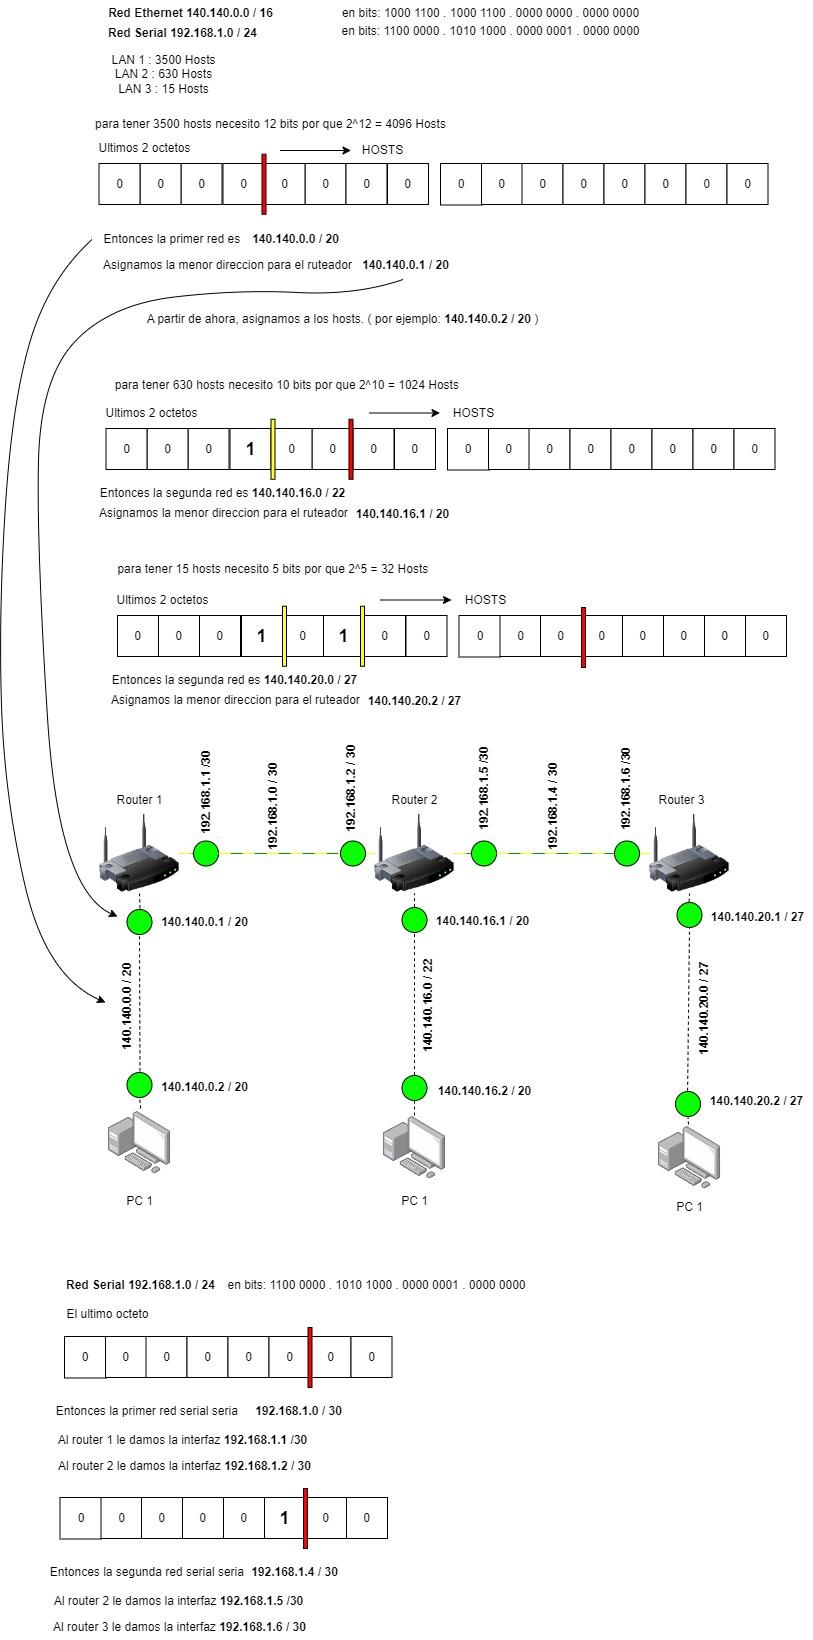 Red Ethernet 140.140.0.0 / 16 en bits: 1000 1100 . 1000 1100 . 0000 0000 . 0000 0000
Red Serial 192.168.1.0 / 24 en bits: 1100 0000 . 1010 1000 . 0000 0001 . 0000 0000
LAN 1 : 3500 Hosts
LAN 2 : 630 Hosts
LAN 3 : 15 Hosts
para tener 3500 hosts necesito 12 bits por que 2^12 = 4096 Hosts
Ultimos 2 octetos HOSTS
0 0 0 0 0 0 0 0 0 0 0 0 0 0 0 0
Entonces la primer red es 140.140.0.0 / 20
Asignamos la menor direccion para el ruteador 140.140.0.1 / 20
A partir de ahora, asignamos a los hosts. ( por ejemplo: 140.140.0.2 / 20 )
para tener 630 hosts necesito 10 bits por que 2^10 = 1024 Hosts
Ultimos 2 octetos HOSTS
0 0 0 1 0 0 0 0 0 0 0 0 0 0 0 0
Entonces la segunda red es 140.140.16.0 / 22
Asignamos la menor direccion para el ruteador 140.140.16.1 / 20
para tener 15 hosts necesito 5 bits por que 2^5 = 32 Hosts
Ultimos 2 octetos HOSTS
0 0 0 1 0 1 0 0 0 0 0 0 0 0 0 0
Entonces la segunda red es 140.140.20.0 / 27
Asignamos la menor direccion para el ruteador 140.140.20.2 / 27
192.168.1.1 /30
192.168.1.0 / 30
192.168.1.2 / 30
192.168.1.5 /30
192.168.1.4 / 30
192.168.1.6 /30
Router 1 Router 2 Router 3
140.140.0.1 / 20 140.140.16.1 / 20 140.140.20.1 / 27
140.140.0.0 / 20
140.140.16.0 / 22
140.140.20.0 / 27
140.140.0.2 / 20 140.140.16.2 / 20 140.140.20.2 / 27
PC 1 PC 1 PC 1
Red Serial 192.168.1.0 / 24 en bits: 1100 0000 . 1010 1000 . 0000 0001 . 0000 0000
El ultimo octeto
0 0 0 0 0 0 0 0
Entonces la primer red serial seria 192.168.1.0 / 30
Al router 1 le damos la interfaz 192.168.1.1 /30
Al router 2 le damos la interfaz 192.168.1.2 / 30
0 0 0 0 0 1 0 0
Entonces la segunda red serial seria 192.168.1.4 / 30
Al router 2 le damos la interfaz 192.168.1.5 /30
Al router 3 le damos la interfaz 192.168.1.6 / 30